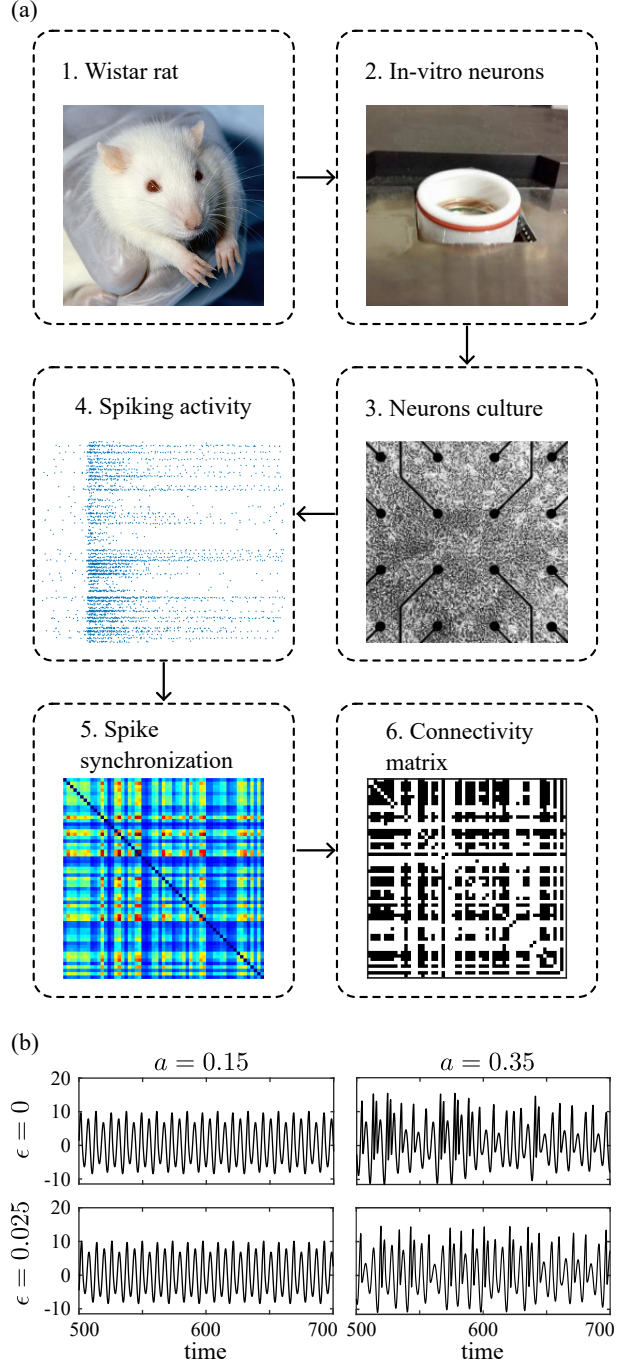 (a)
1. Wistar rat
2. In-vitro neurons
4. Spiking activity
3. Neurons culture
5. Spike
synchronization
6. Connectivity
matrix
(b)
a = 0.15
a = 0.35
ϵ = 0
20
10
0
-10
ϵ = 0.025
20
10
0
-10
500
600
700
500
600
700
time
time